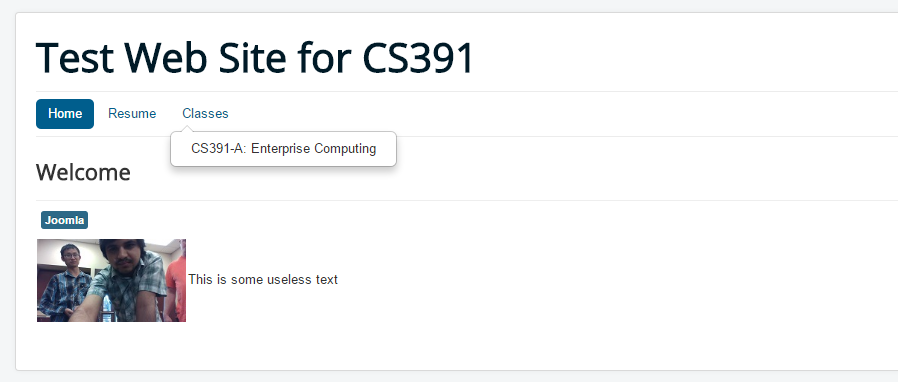 Test Web Site for CS391
Home Resume Classes
CS391-A: Enterprise Computing
Welcome
Joomla
This is some useless text